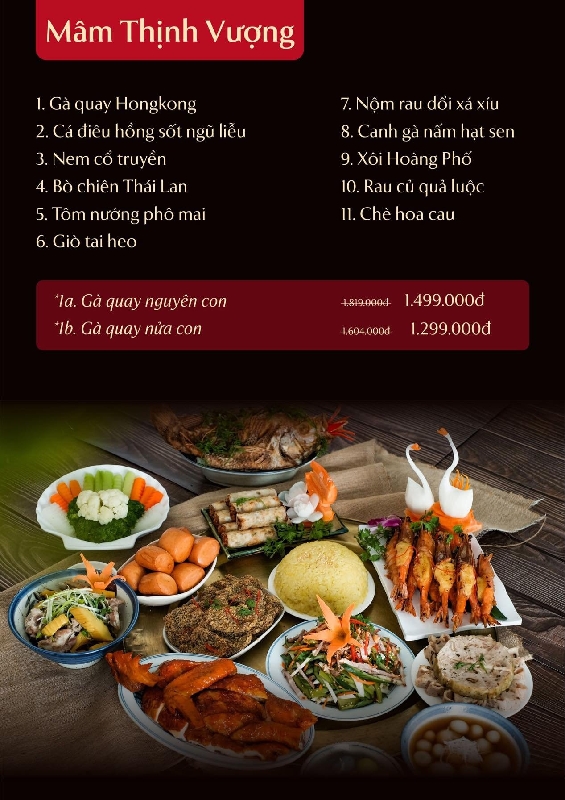 Mâm Thịnh Vượng
1. Gà quay Hongkong
2. Cá điêu hồng sốt ngũ liễu
3. Nem cổ truyền
4. Bò chiên Thái Lan
5. Tôm nướng phô mai
6. Giò tai heo
7. Nộm rau đổi xá xíu
8. Canh gà nấm hạt sen
9. Xôi Hoàng Phố
10. Rau củ quả luộc
11. Chè hoa cau
*1a. Gà quay nguyên con 1.819.000đ 1.499.000đ
*1b. Gà quay nửa con 1.604.000đ 1.299.000đ